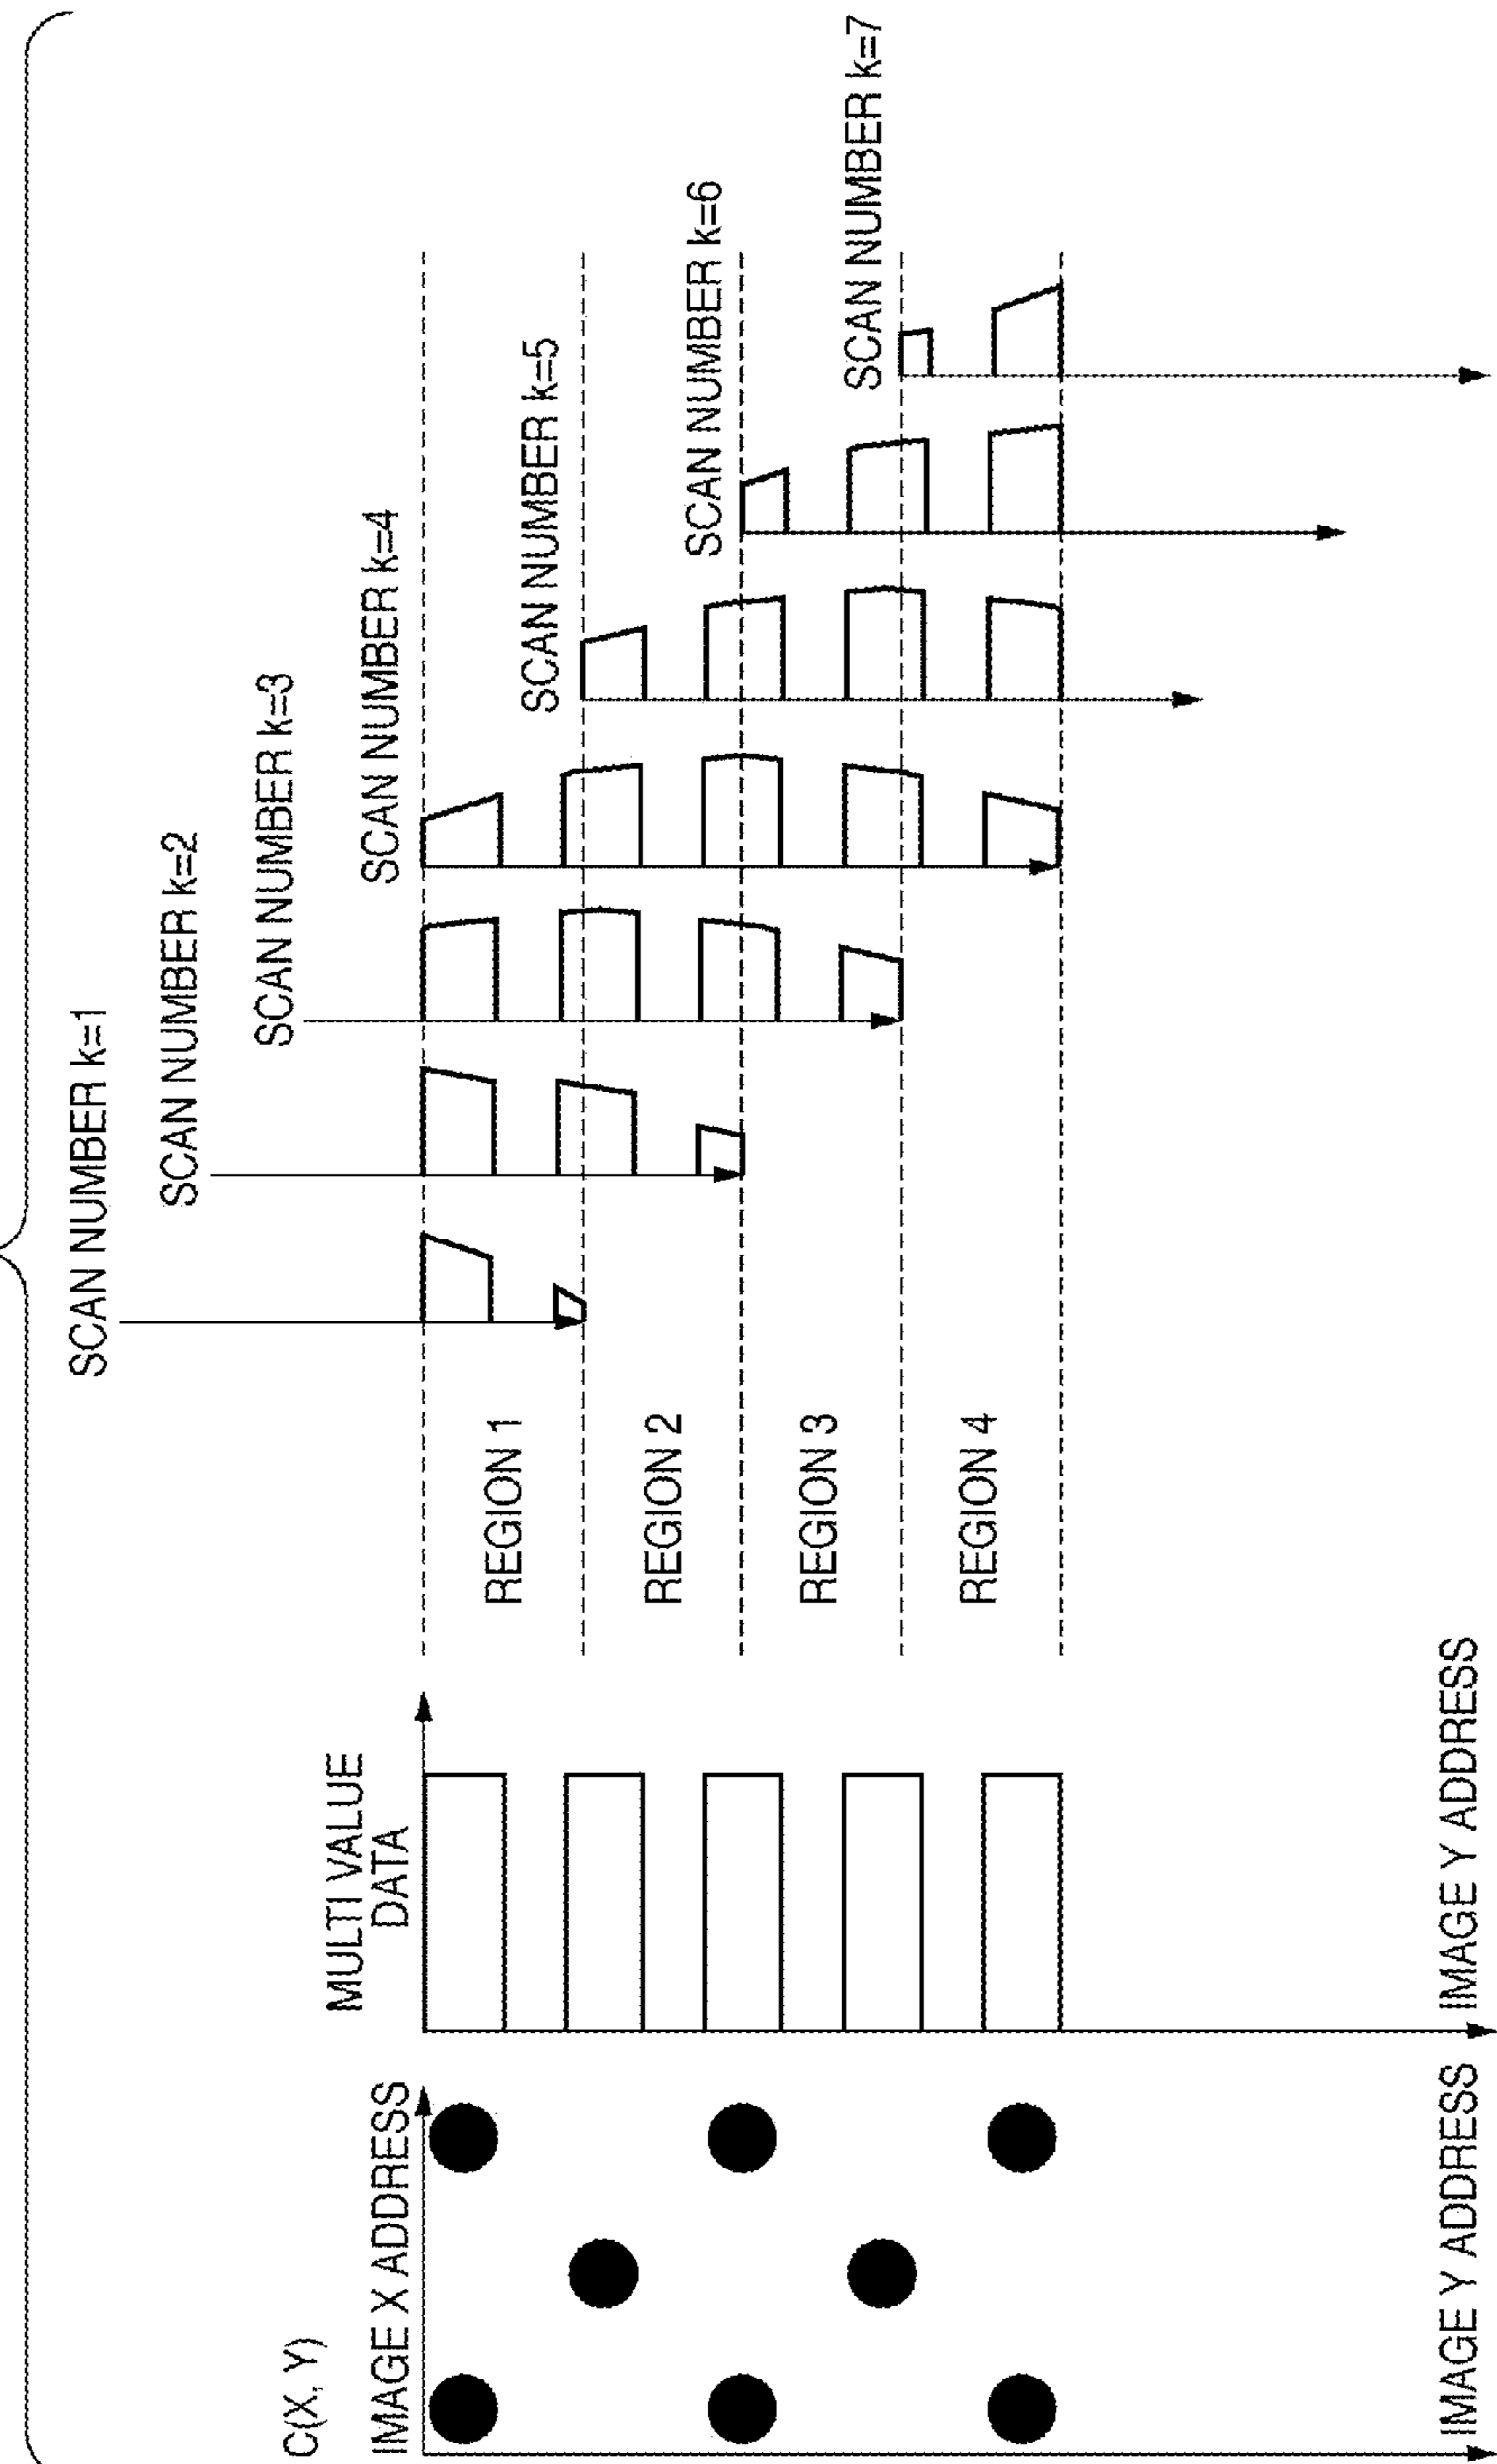 C(X, Y)
IMAGE X ADDRESS
IMAGE Y ADDRESS
MULTI VALUE
DATA
IMAGE Y ADDRESS
REGION 1
REGION 2
REGION 3
REGION 4
SCAN NUMBER k=1
SCAN NUMBER k=2
SCAN NUMBER k=3
SCAN NUMBER k=4
SCAN NUMBER k=5
SCAN NUMBER k=6
SCAN NUMBER k=7